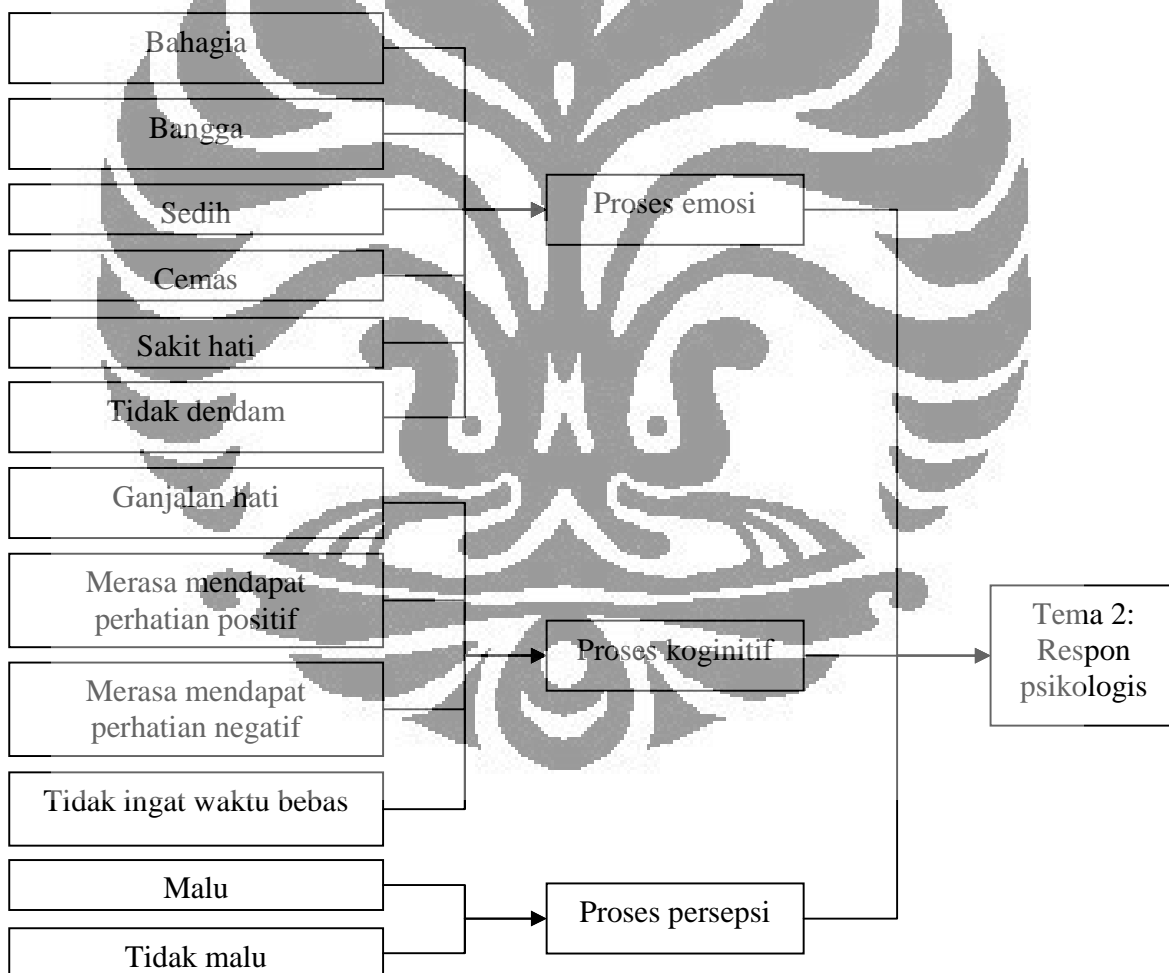 Bahagia
Bangga
Sedih
Cemas
Sakit hati
Tidak dendam
Ganjalan hati
Merasa mendapat
perhatian positif
Merasa mendapat
perhatian negatif
Tidak ingat waktu bebas
Malu
Tidak malu
Proses emosi
Proses koginitif
Proses persepsi
Tema 2:
Respon
psikologis